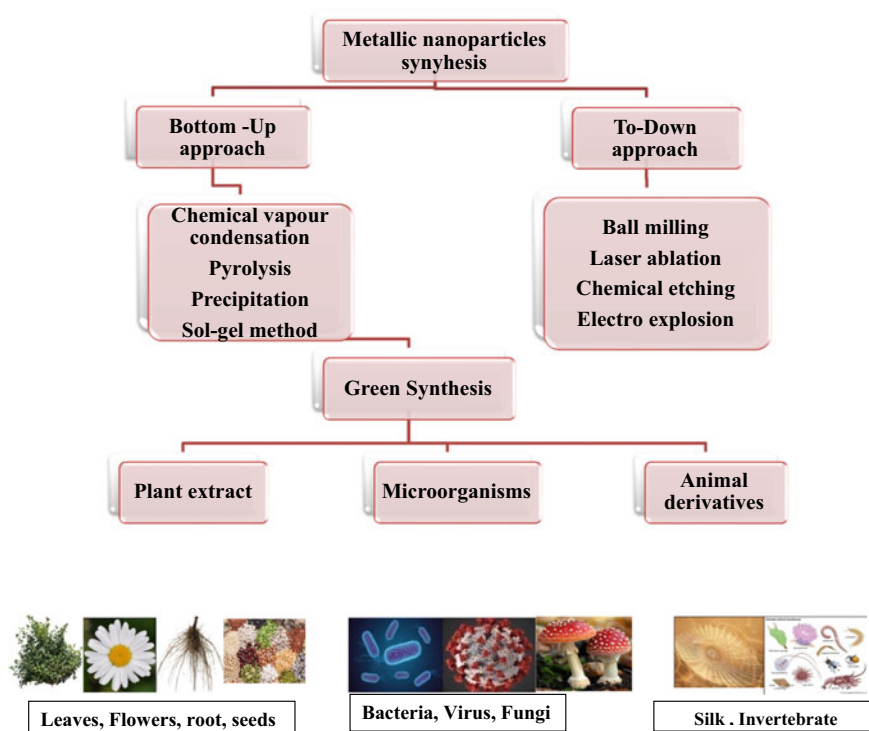 Metallic nanoparticles
synyhesis
Bottom -Up
approach
To-Down
approach
Chemical vapour
condensation
Pyrolysis
Precipitation
Sol-gel method
Ball milling
Laser ablation
Chemical etching
Electro explosion
Green Synthesis
Plant extract
Microorganisms
Animal
derivatives
Leaves, Flowers, root, seeds
Bacteria, Virus, Fungi
Silk , Invertebrate